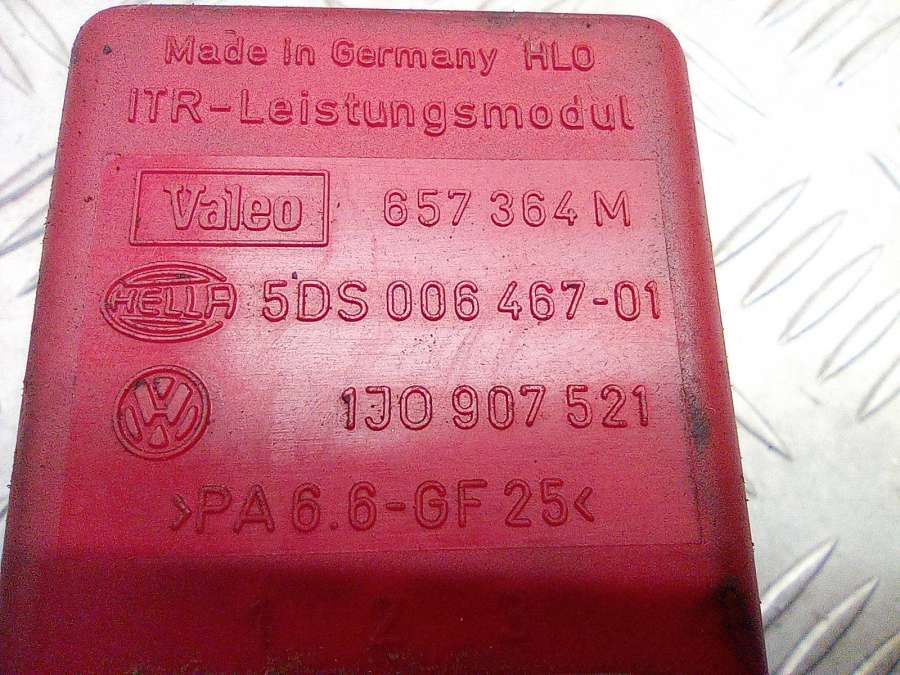 Made in Germany HLO
ITR-Leistungsmodul
Valeo 657 364 M
HELLA 5DS 006 467-01
VW 1J0 907 521
>PA 6.6-GF 25<